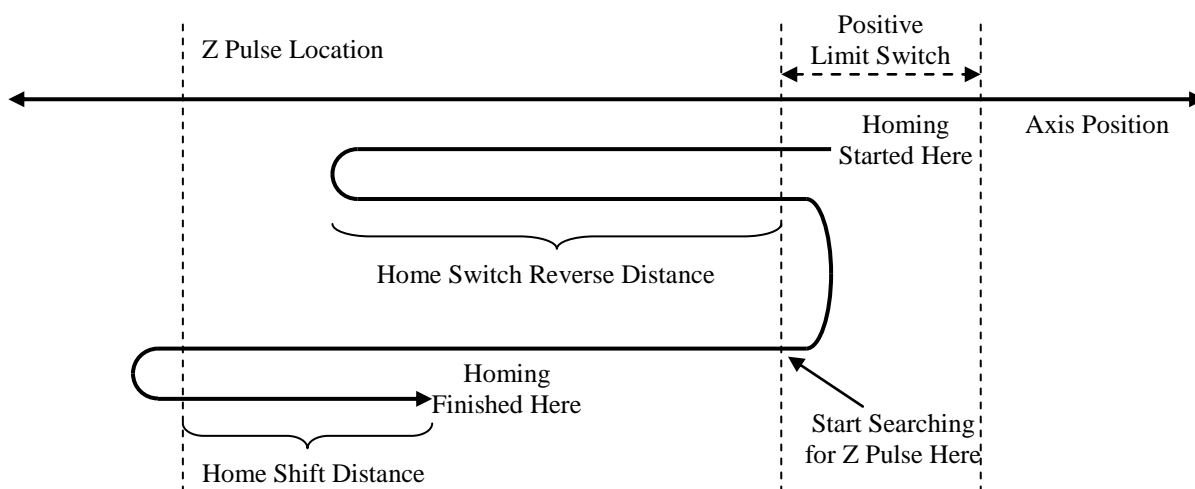 Z Pulse Location
Positive
Limit Switch
Homing
Started Here
Axis Position
Home Switch Reverse Distance
Homing
Finished Here
Start Searching
for Z Pulse Here
Home Shift Distance